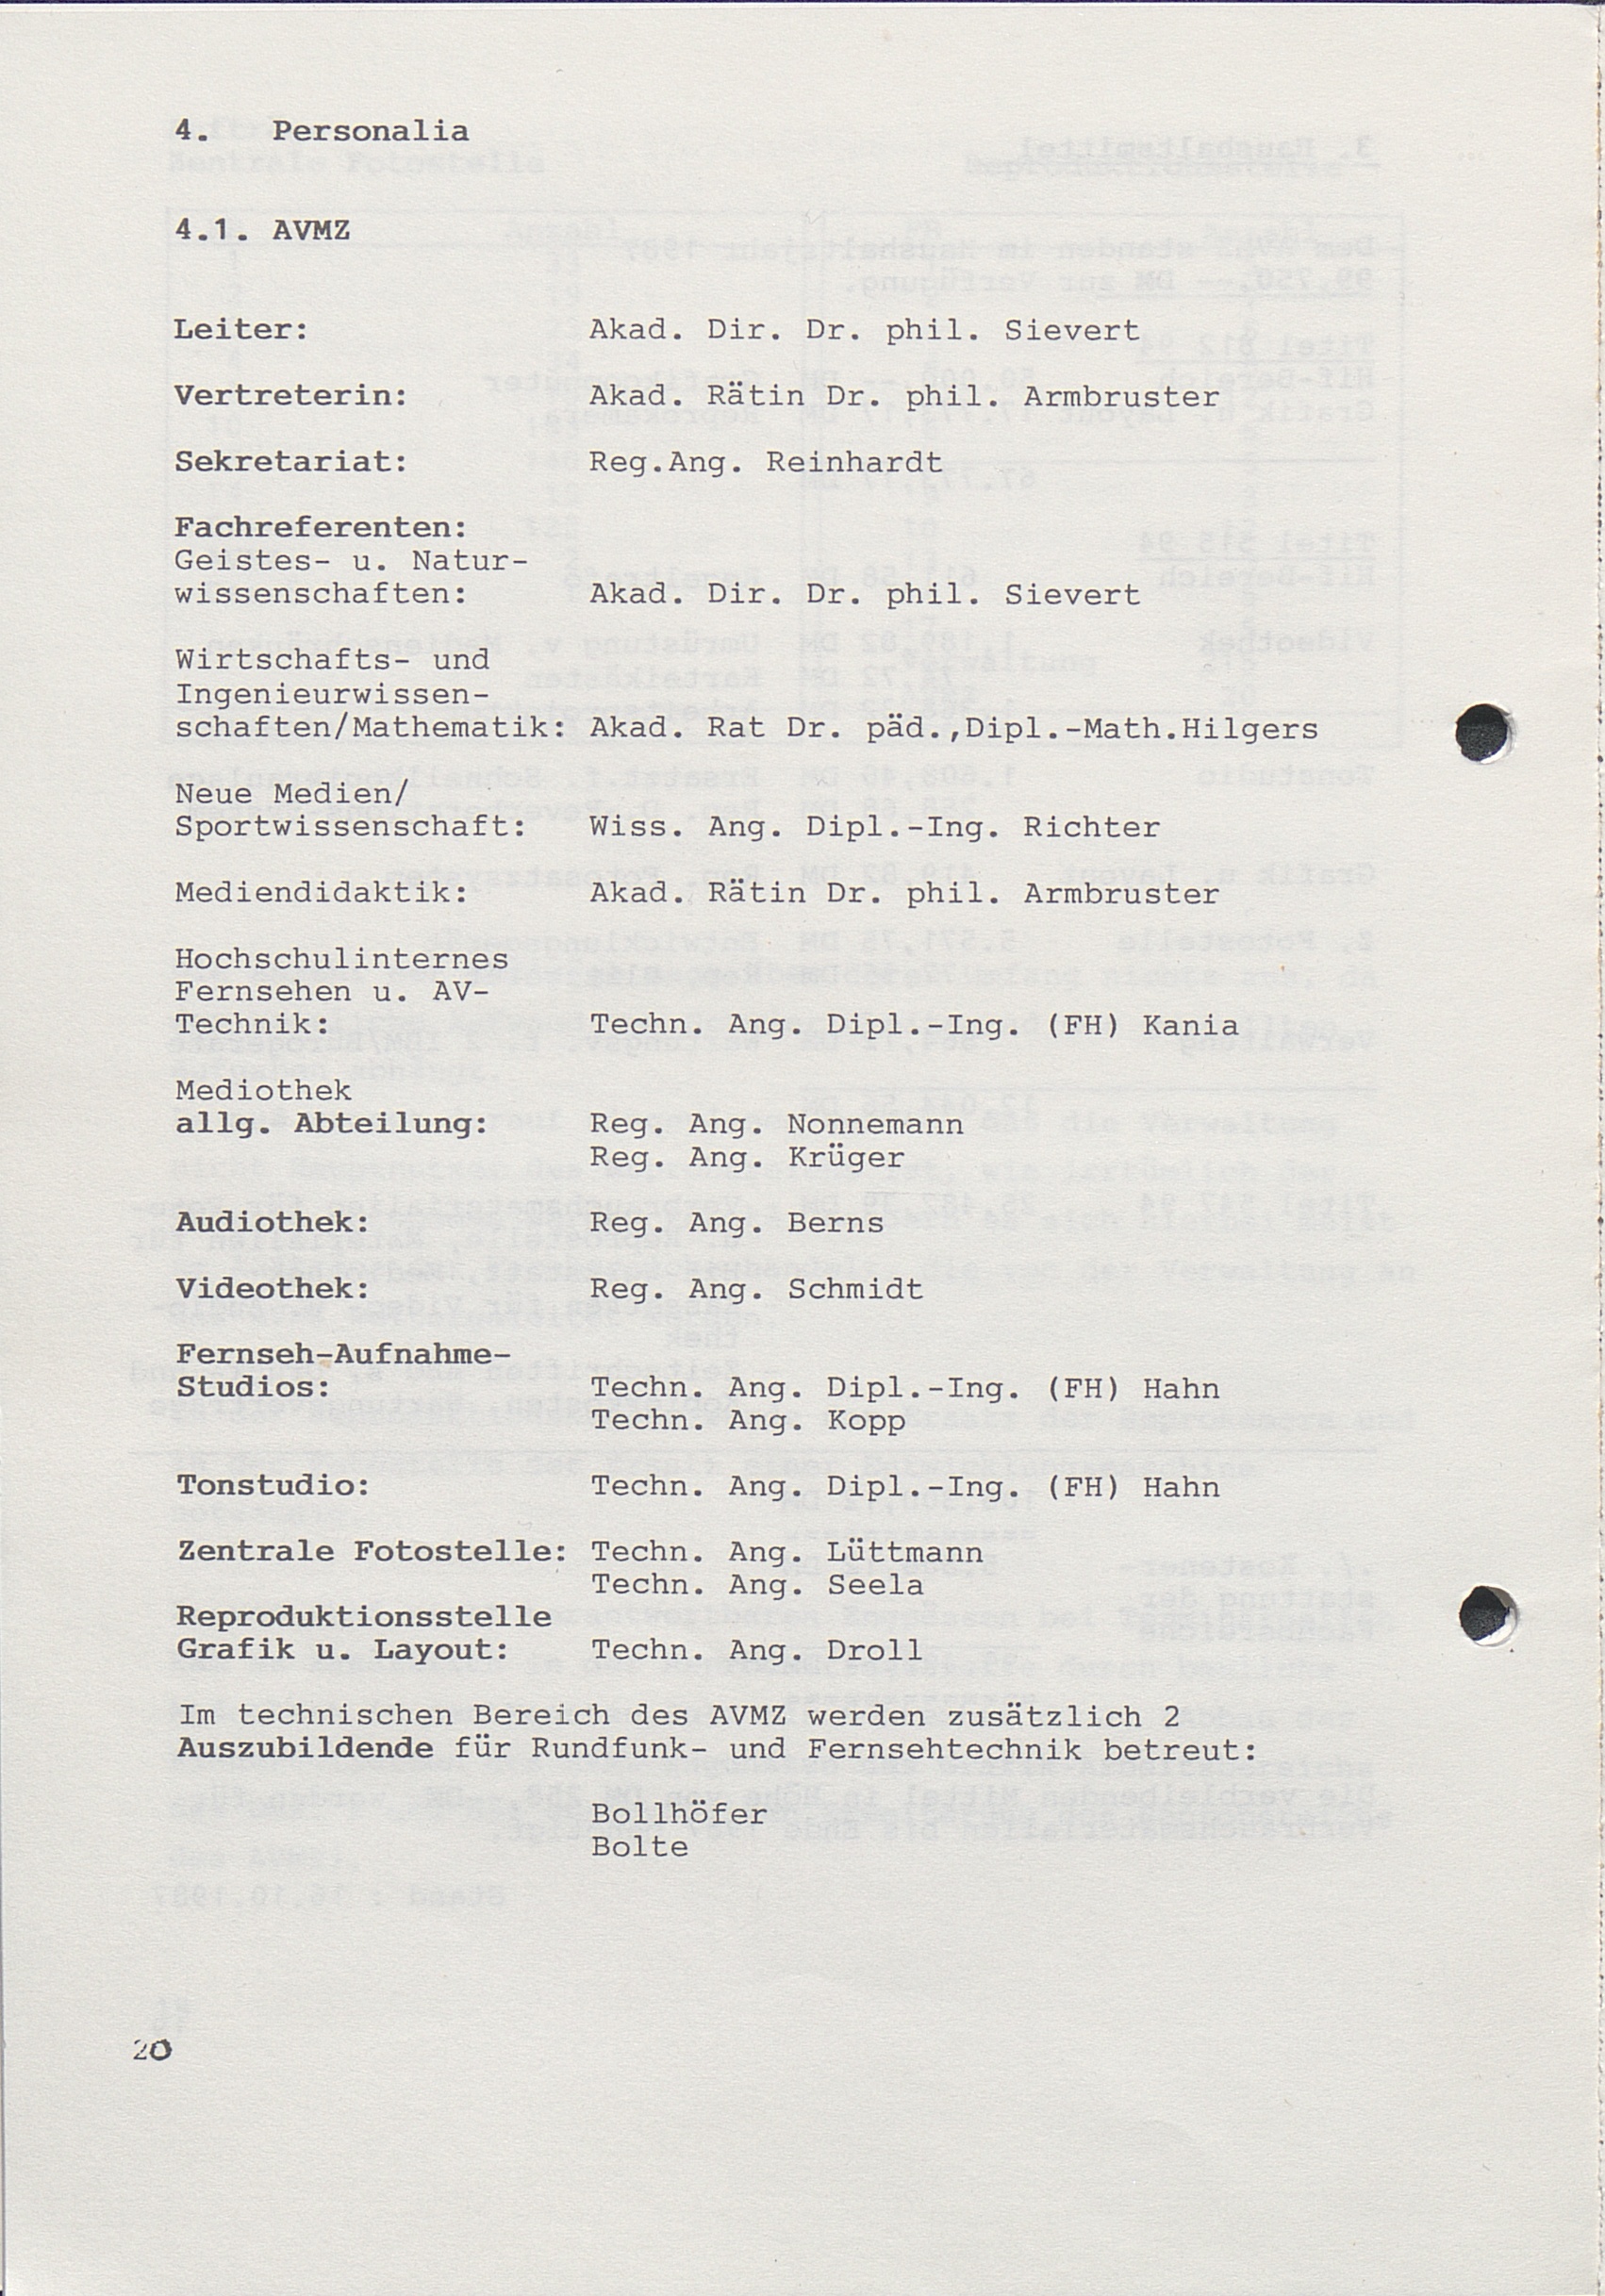 4. Personalia
4.1. AVMZ
Leiter: Akad. Dir. Dr. phil. Sievert
Vertreterin: Akad. Rätin Dr. phil. Armbruster
Sekretariat: Reg.Ang. Reinhardt
Fachreferenten:
Geistes- u. Natur-
wissenschaften: Akad. Dir. Dr. phil. Sievert
Wirtschafts- und
Ingenieurwissen-
schaften/Mathematik: Akad. Rat Dr. päd.,Dipl.-Math.Hilgers
Neue Medien/
Sportwissenschaft: Wiss. Ang. Dipl.-Ing. Richter
Mediendidaktik: Akad. Rätin Dr. phil. Armbruster
Hochschulinternes
Fernsehen u. AV-
Technik: Techn. Ang. Dipl.-Ing. (FH) Kania
Mediothek
allg. Abteilung: Reg. Ang. Nonnemann
Reg. Ang. Krüger
Audiothek: Reg. Ang. Berns
Videothek: Reg. Ang. Schmidt
Fernseh-Aufnahme-
Studios: Techn. Ang. Dipl.-Ing. (FH) Hahn
Techn. Ang. Kopp
Tonstudio: Techn. Ang. Dipl.-Ing. (FH) Hahn
Zentrale Fotostelle: Techn. Ang. Lüttmann
Techn. Ang. Seela
Reproduktionsstelle
Grafik u. Layout: Techn. Ang. Droll
Im technischen Bereich des AVMZ werden zusätzlich 2
Auszubildende für Rundfunk- und Fernsehtechnik betreut:
Bollhöfer
Bolte
20